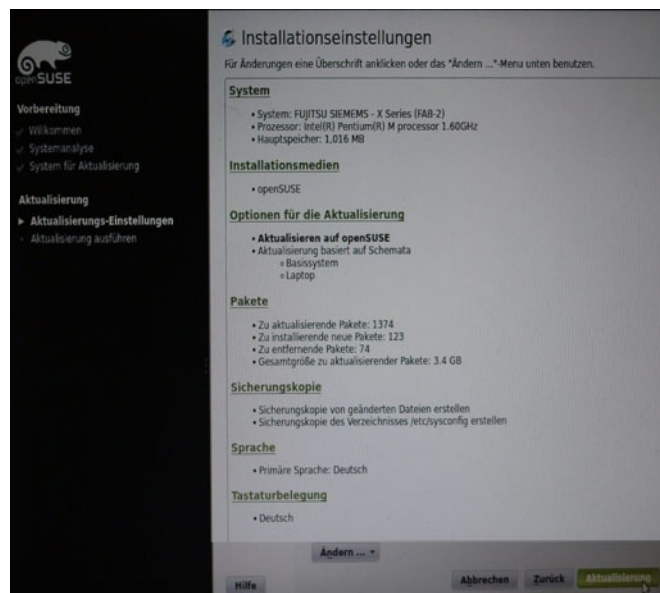 openSUSE
Vorbereitung
Willkommen
Systemanalyse
System für Aktualisierung
Aktualisierung
Aktualisierungs-Einstellungen
Aktualisierung ausführen
Installationseinstellungen
Für Änderungen eine Überschrift anklicken oder das "Ändern ..."-Menu unten benutzen.
System
• System: FUJITSU SIEMEMS - X Series (FAB-2)
• Prozessor: Intel(R) Pentium(R) M processor 1.60GHz
• Hauptspeicher: 1,016 MB
Installationsmedien
• openSUSE
Optionen für die Aktualisierung
• Aktualisieren auf openSUSE
• Aktualisierung basiert auf Schemata
Basissystem
Laptop
Pakete
• Zu aktualisierende Pakete: 1374
• Zu installierende neue Pakete: 123
• Zu entfernende Pakete: 74
• Gesamtgröße zu aktualisierender Pakete: 3.4 GB
Sicherungskopie
• Sicherungskopie von geänderten Dateien erstellen
• Sicherungskopie des Verzeichnisses /etc/sysconfig erstellen
Sprache
• Primäre Sprache: Deutsch
Tastaturbelegung
• Deutsch
Ändern ...
Hilfe
Abbrechen
Zurück
Aktualisierung